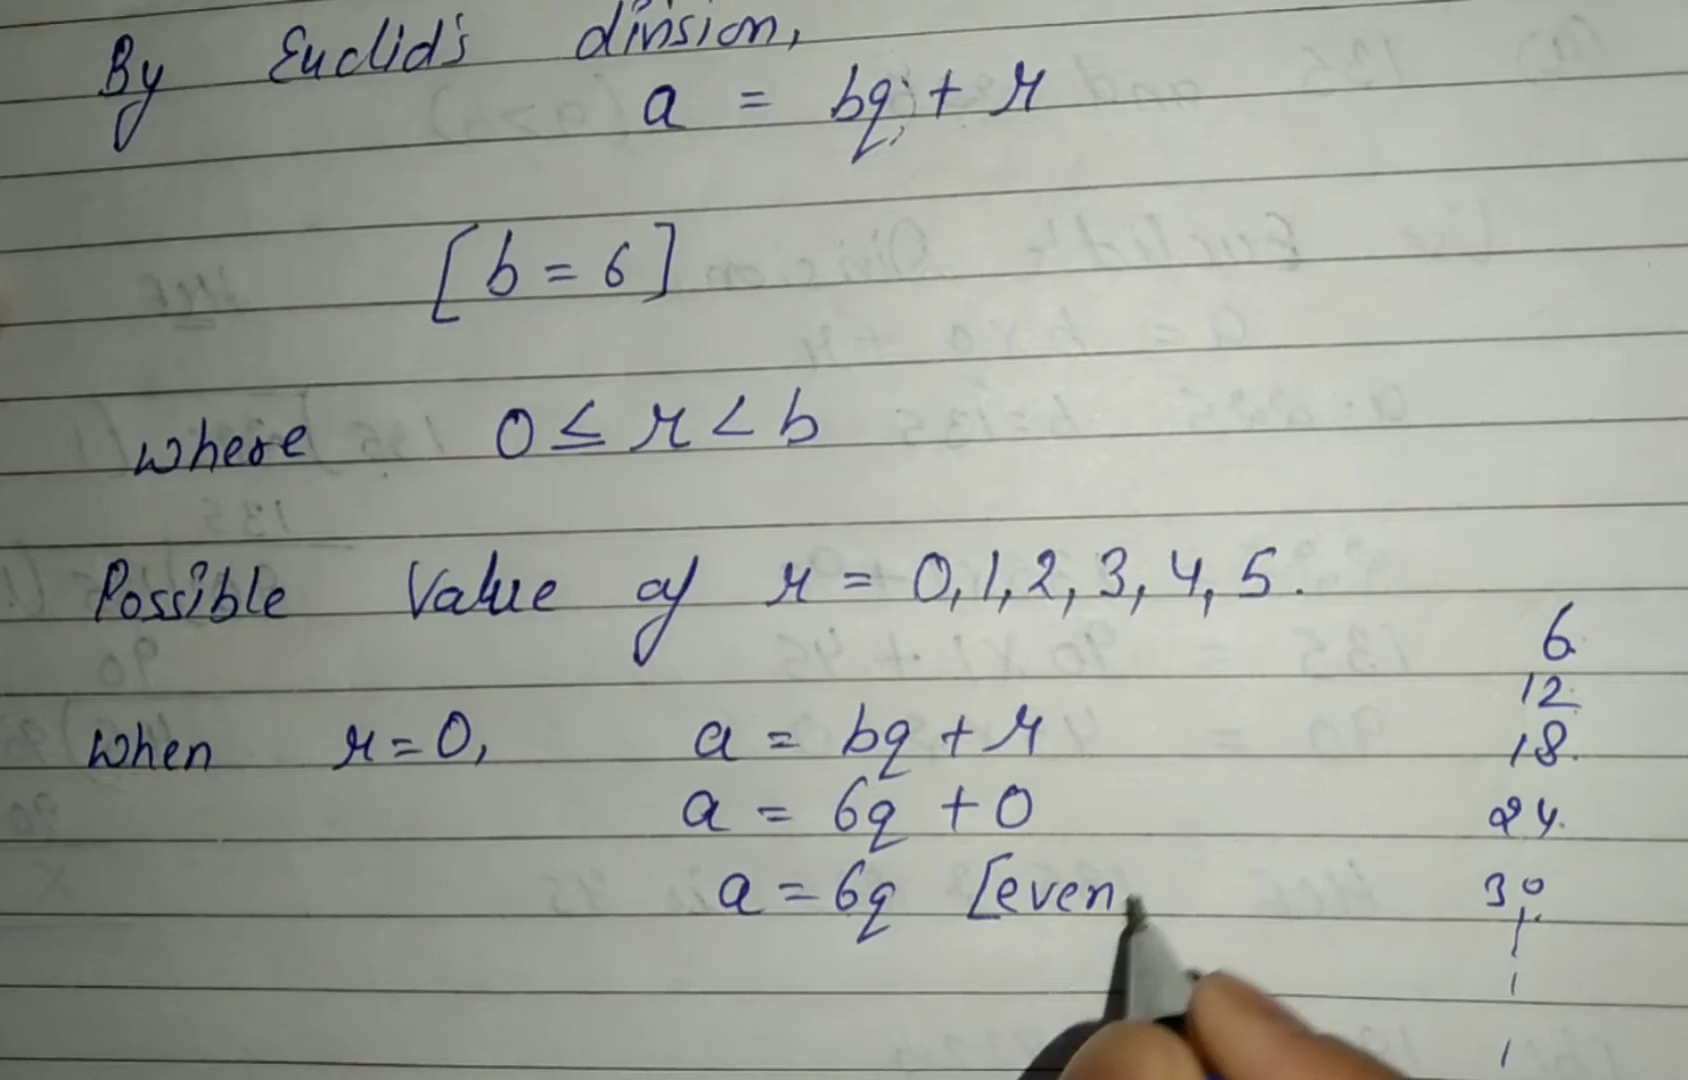 By Euclid's division,
a = bq + r
[b = 6]
where 0 ≤ r < b
Possible Value of r = 0, 1, 2, 3, 4, 5.
6
12
When r = 0, a = bq + r
18
a = 6q + 0
24
a = 6q [even
30